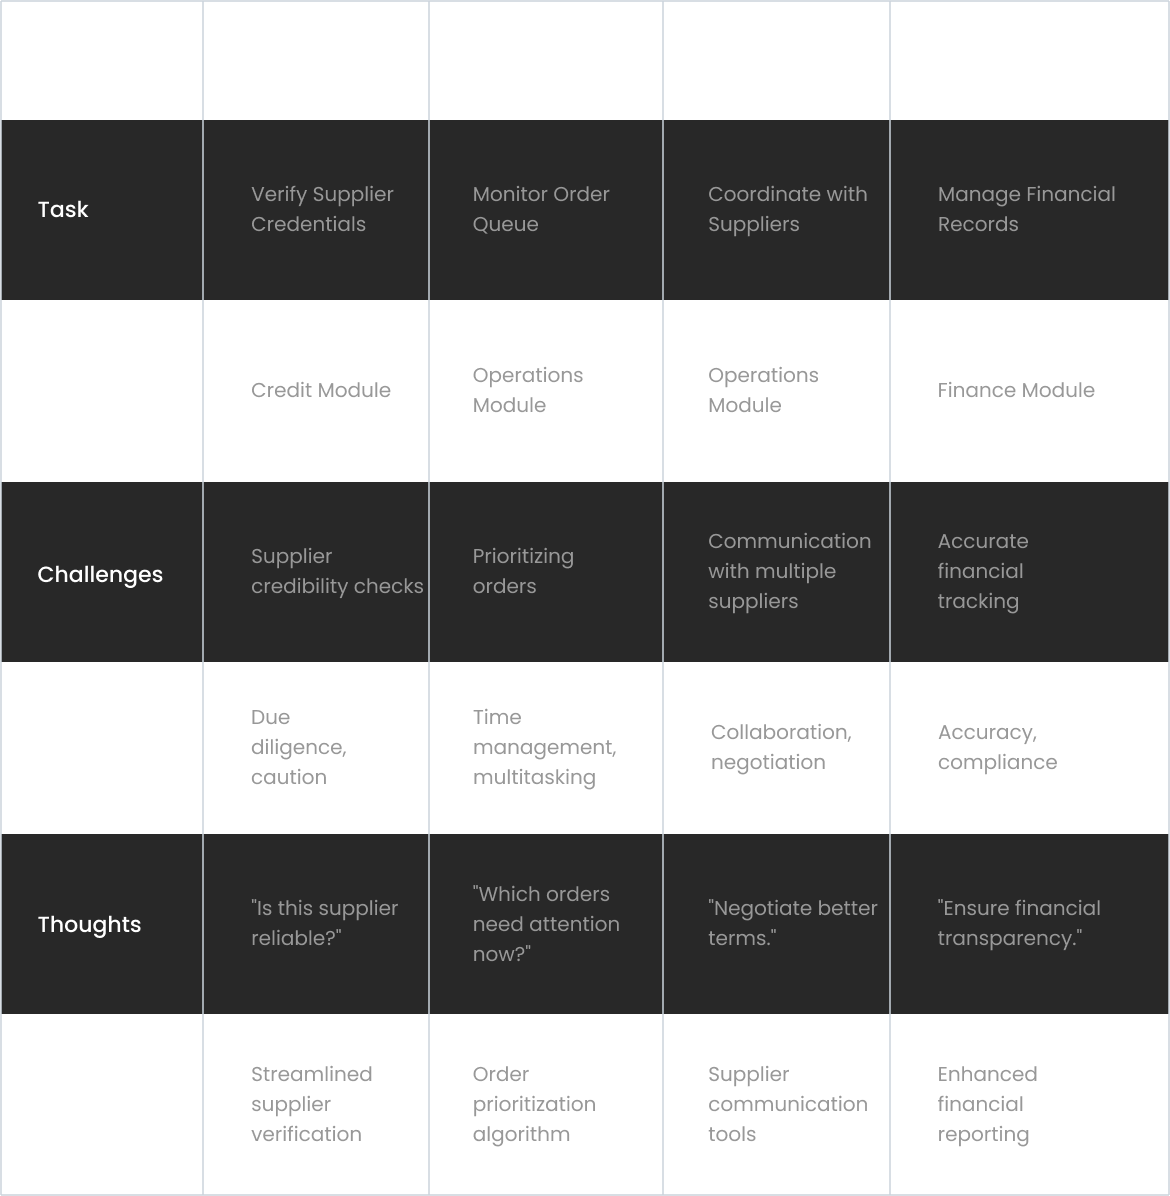 Task
Verify Supplier
Credentials
Monitor Order
Queue
Coordinate with
Suppliers
Manage Financial
Records
Credit Module
Operations
Module
Operations
Module
Finance Module
Challenges
Supplier
credibility checks
Prioritizing
orders
Communication
with multiple
suppliers
Accurate
financial
tracking
Due
diligence,
caution
Time
management,
multitasking
Collaboration,
negotiation
Accuracy,
compliance
Thoughts
"Is this supplier
reliable?"
"Which orders
need attention
now?"
"Negotiate better
terms."
"Ensure financial
transparency."
Streamlined
supplier
verification
Order
prioritization
algorithm
Supplier
communication
tools
Enhanced
financial
reporting